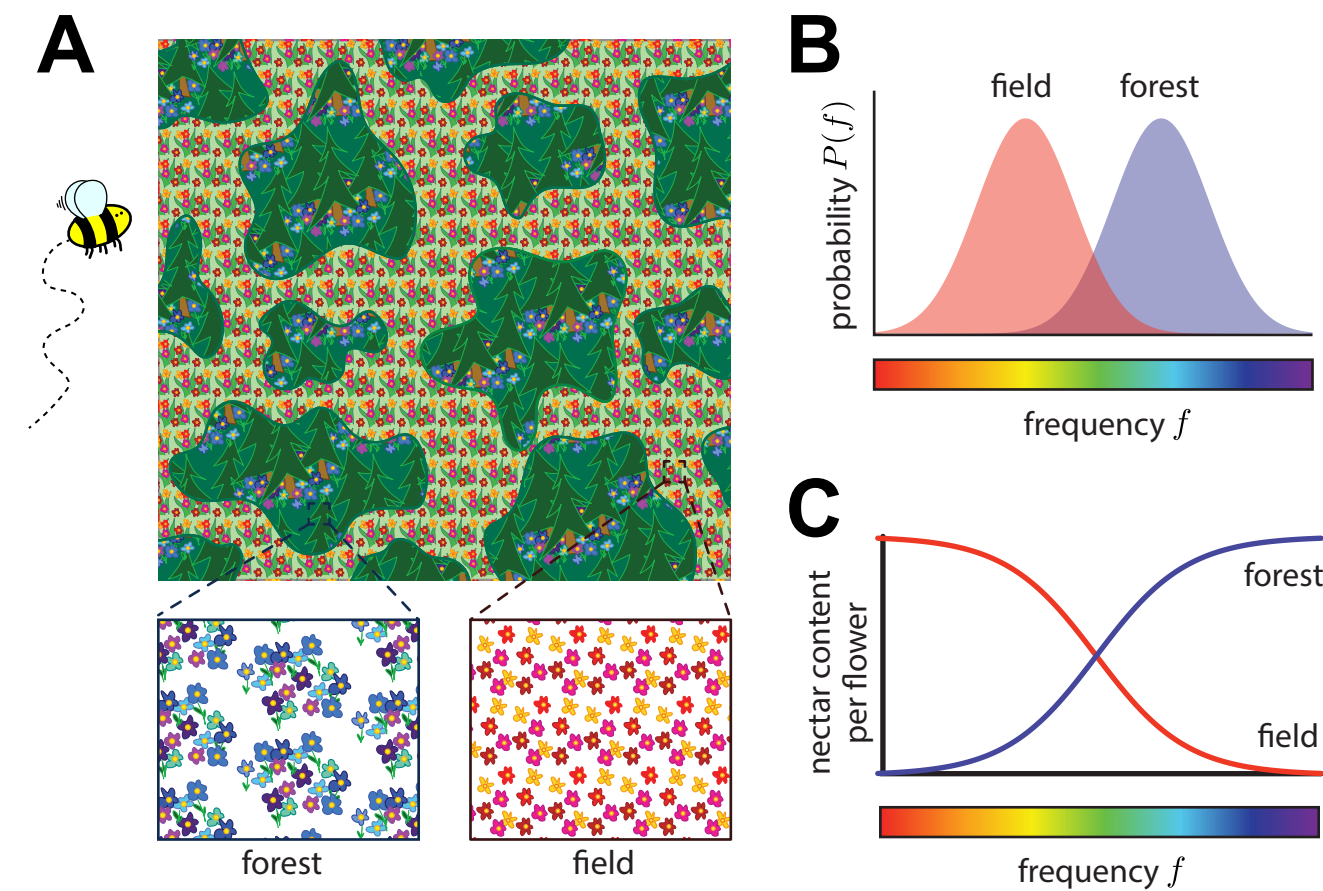 A
forest
field
B
field
forest
probability P(f)
frequency f
C
nectar content
per flower
forest
field
frequency f